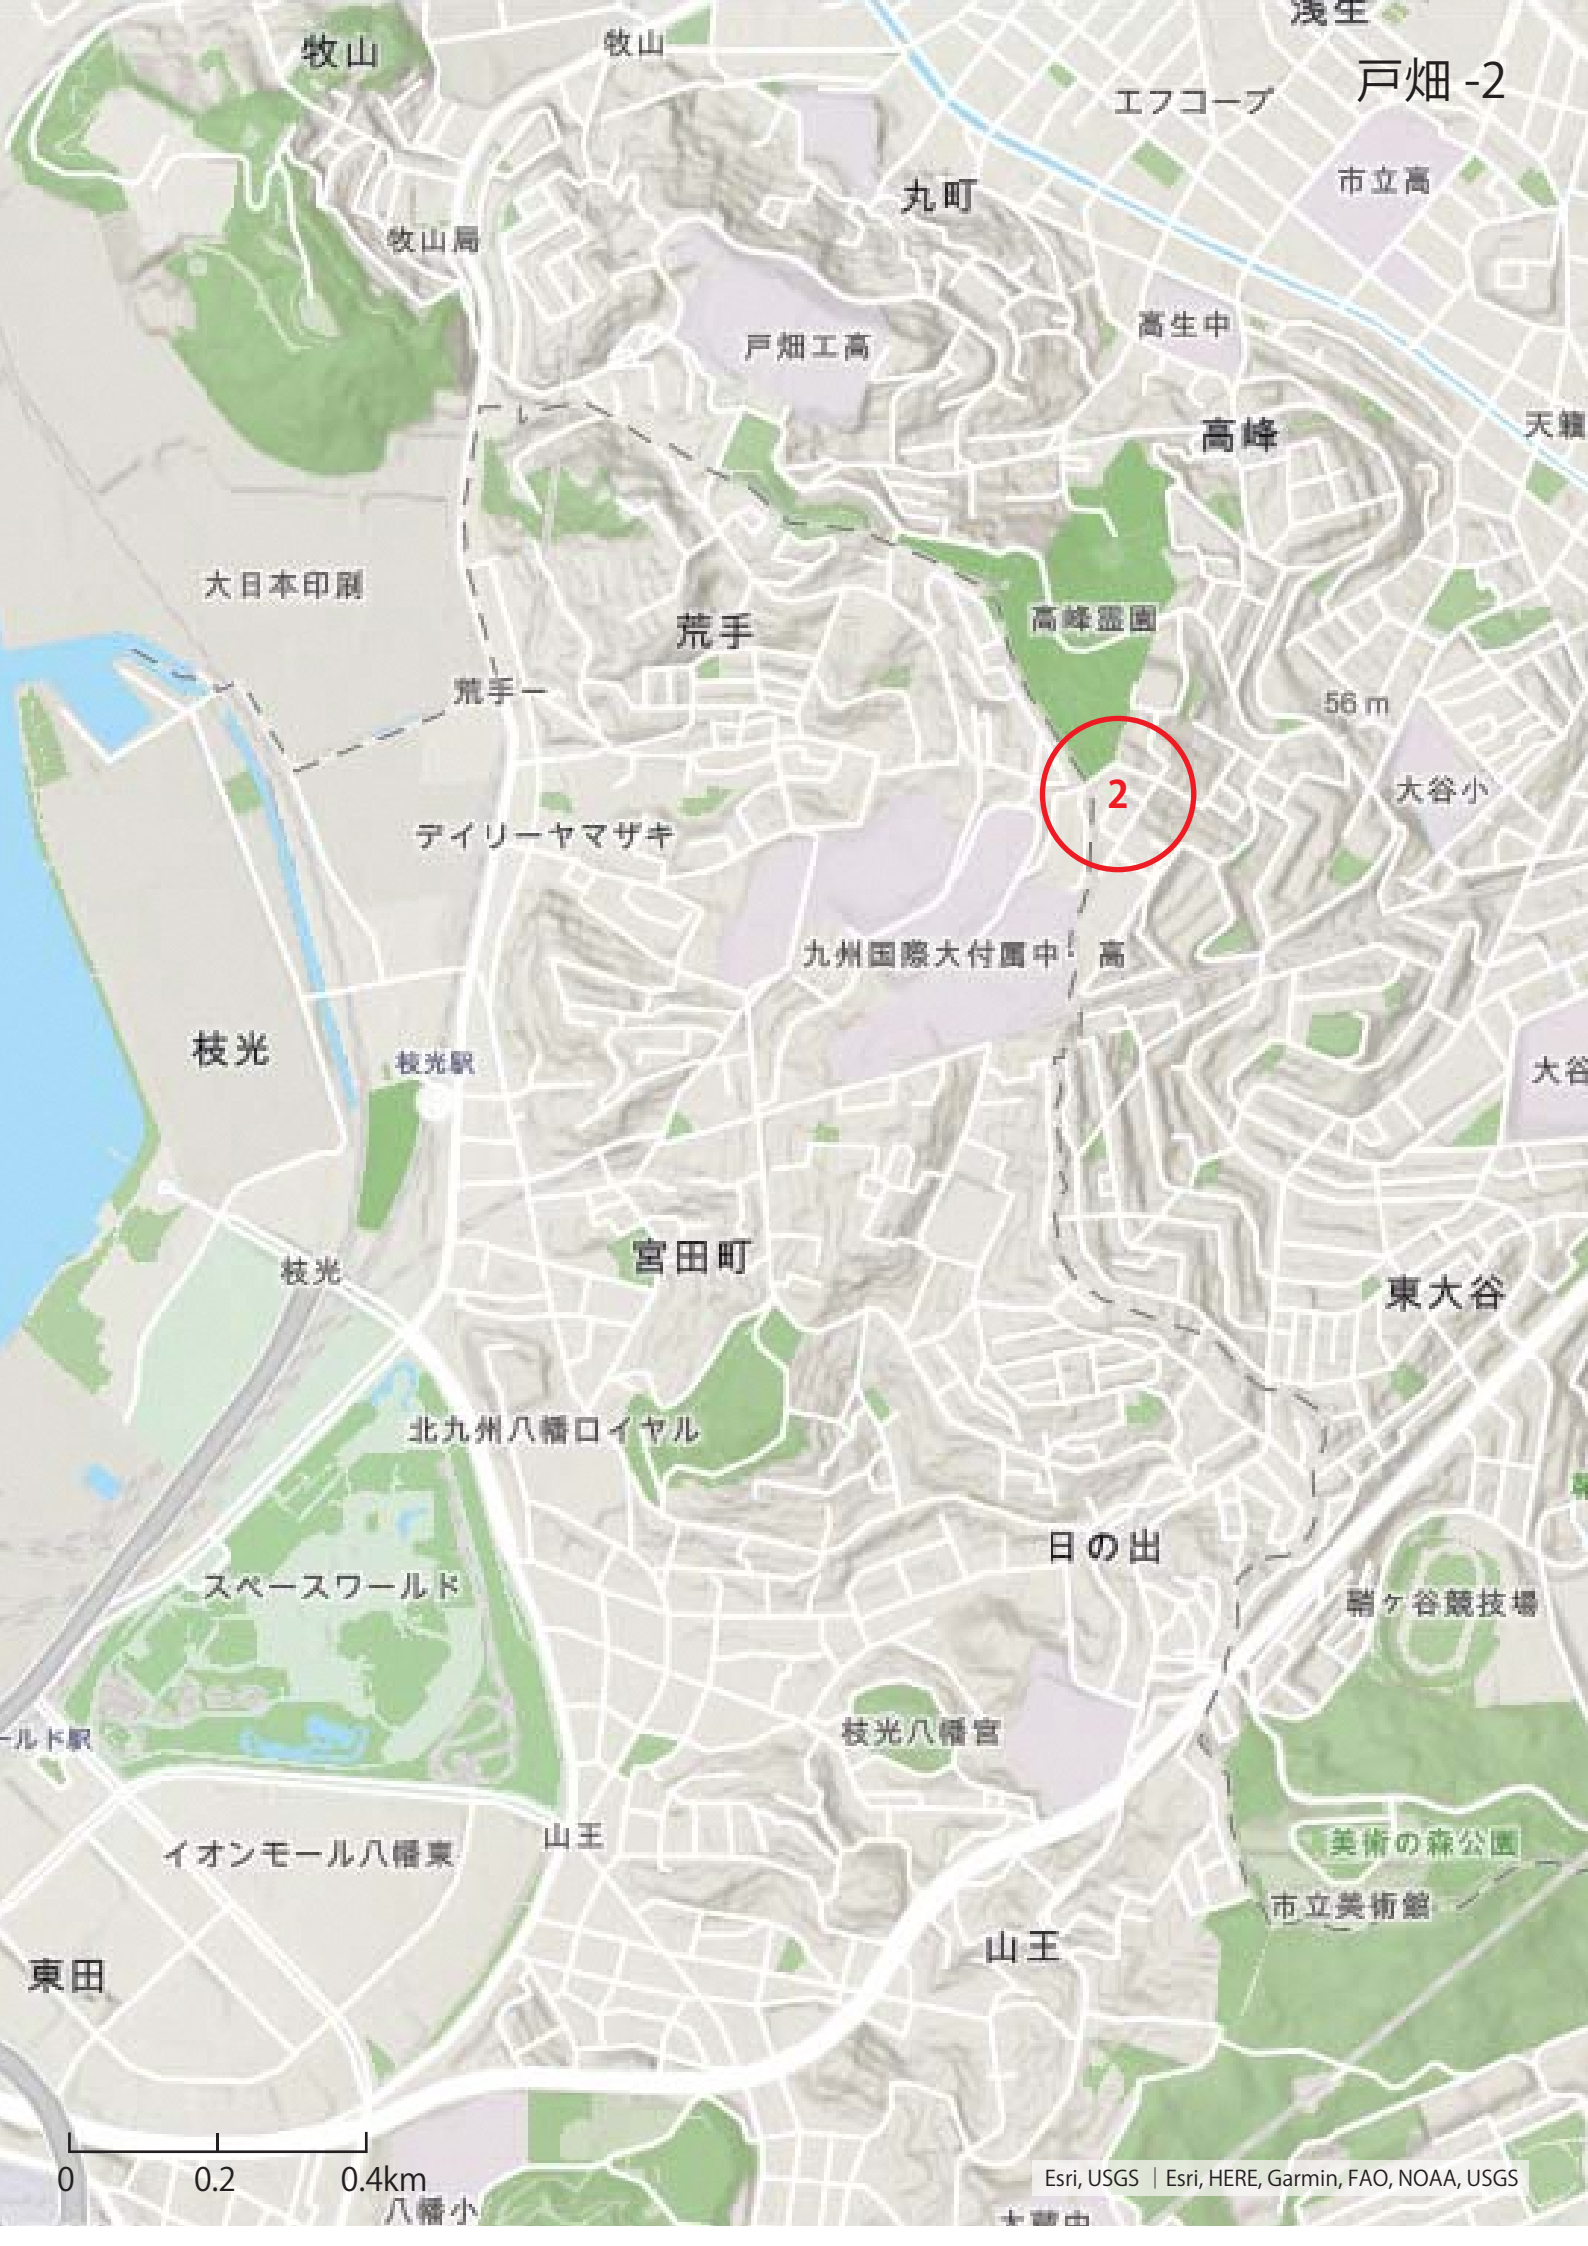 浅生
牧山
牧山
戸畑 -2
エフコープ
市立高
丸町
牧山局
高生中
戸畑工高
天籟
高峰
大日本印刷
高峰霊園
荒手
荒手一
56 m
大谷小
2
デイリーヤマザキ
九州国際大付属中・高
枝光
枝光駅
大谷
宮田町
枝光
東大谷
北九州八幡ロイヤル
日の出
スペースワールド
鞘ヶ谷競技場
枝光八幡宮
ールド駅
山王
イオンモール八幡東
美術の森公園
市立美術館
山王
東田
0 0.2 0.4km
Esri, USGS | Esri, HERE, Garmin, FAO, NOAA, USGS
八幡小
大蔵中